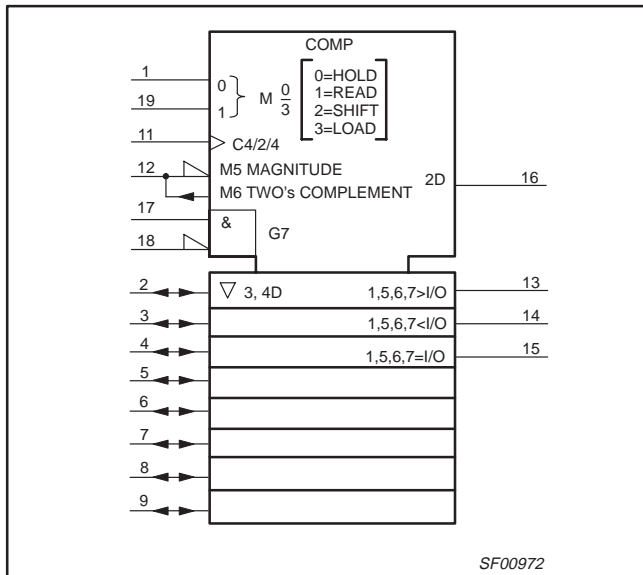 COMP
1
0
M 0/3
0=HOLD
1=READ
2=SHIFT
3=LOAD
19
1
11
C4/2/4
12
M5 MAGNITUDE
M6 TWO's COMPLEMENT
2D
16
17
&
G7
18
2
▽ 3, 4D
1,5,6,7>I/O
13
3
1,5,6,7<I/O
14
4
1,5,6,7=I/O
15
5
6
7
8
9
SF00972